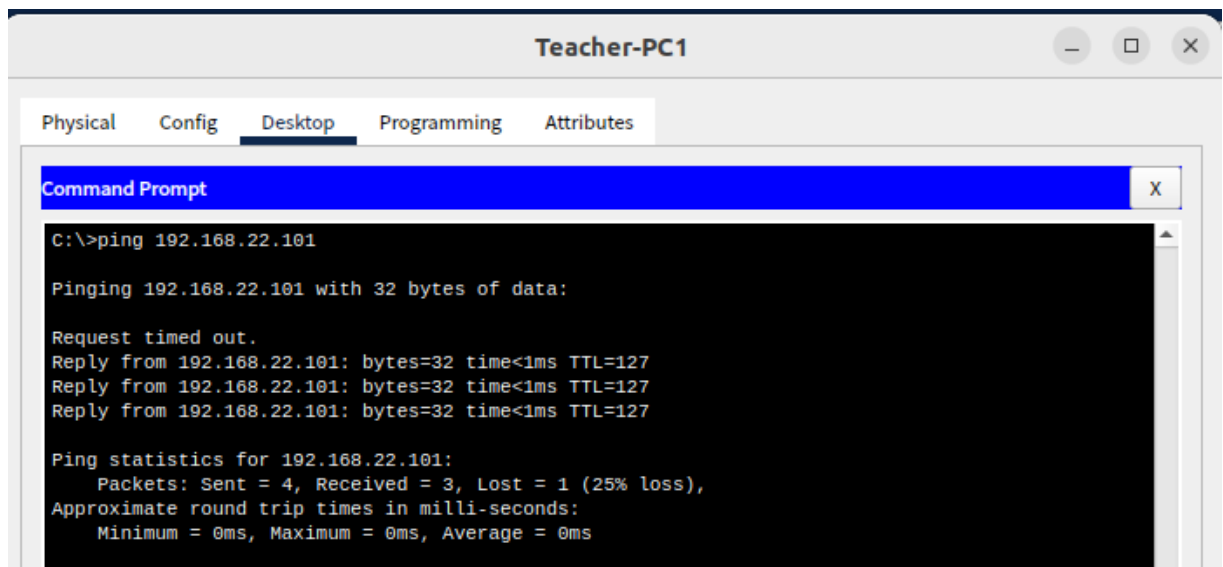 Teacher-PC1
Physical Config Desktop Programming Attributes
Command Prompt X
C:\>ping 192.168.22.101
Pinging 192.168.22.101 with 32 bytes of data:
Request timed out.
Reply from 192.168.22.101: bytes=32 time<1ms TTL=127
Reply from 192.168.22.101: bytes=32 time<1ms TTL=127
Reply from 192.168.22.101: bytes=32 time<1ms TTL=127
Ping statistics for 192.168.22.101:
Packets: Sent = 4, Received = 3, Lost = 1 (25% loss),
Approximate round trip times in milli-seconds:
Minimum = 0ms, Maximum = 0ms, Average = 0ms